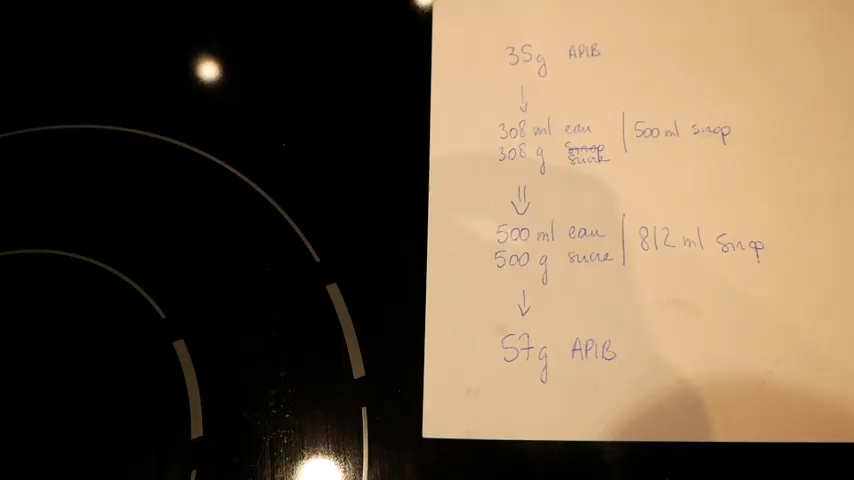 35g APIB
308 ml eau | 500 ml sirop
308 g sirop sucre
500 ml eau | 812 ml sirop
500 g sucre
57g APIB